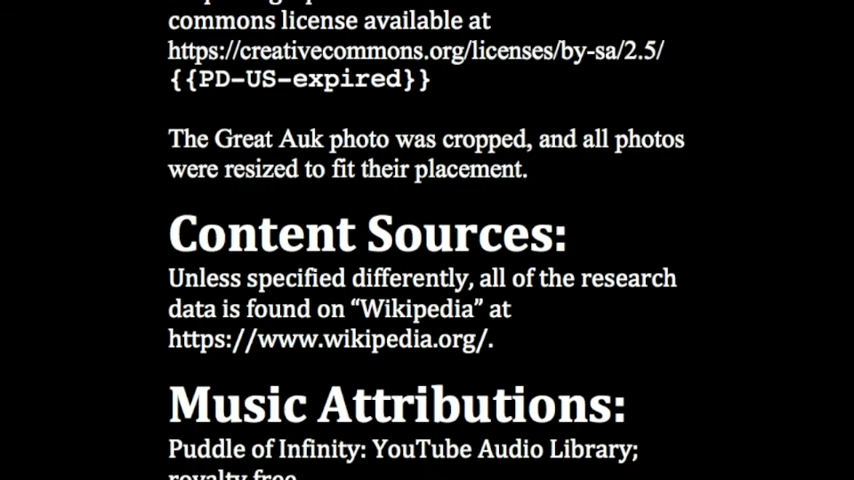 commons license available at
https://creativecommons.org/licenses/by-sa/2.5/
{{PD-US-expired}}
The Great Auk photo was cropped, and all photos
were resized to fit their placement.
Content Sources:
Unless specified differently, all of the research
data is found on “Wikipedia” at
https://www.wikipedia.org/.
Music Attributions:
Puddle of Infinity: YouTube Audio Library;
royalty free